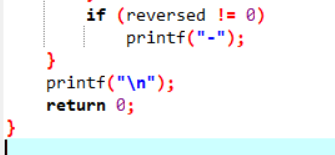 if (reversed != 0)
printf("-");
}
printf("\n");
return 0;
}